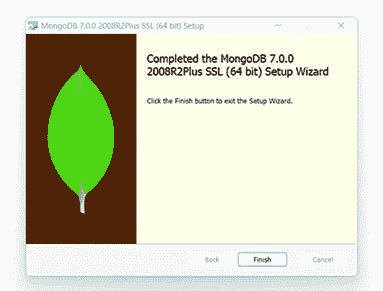 MongoDB 7.0.0 2008R2Plus SSL (64 bit) Setup
Completed the MongoDB 7.0.0
2008R2Plus SSL (64 bit) Setup Wizard
Click the Finish button to exit the Setup Wizard.
Back
Finish
Cancel